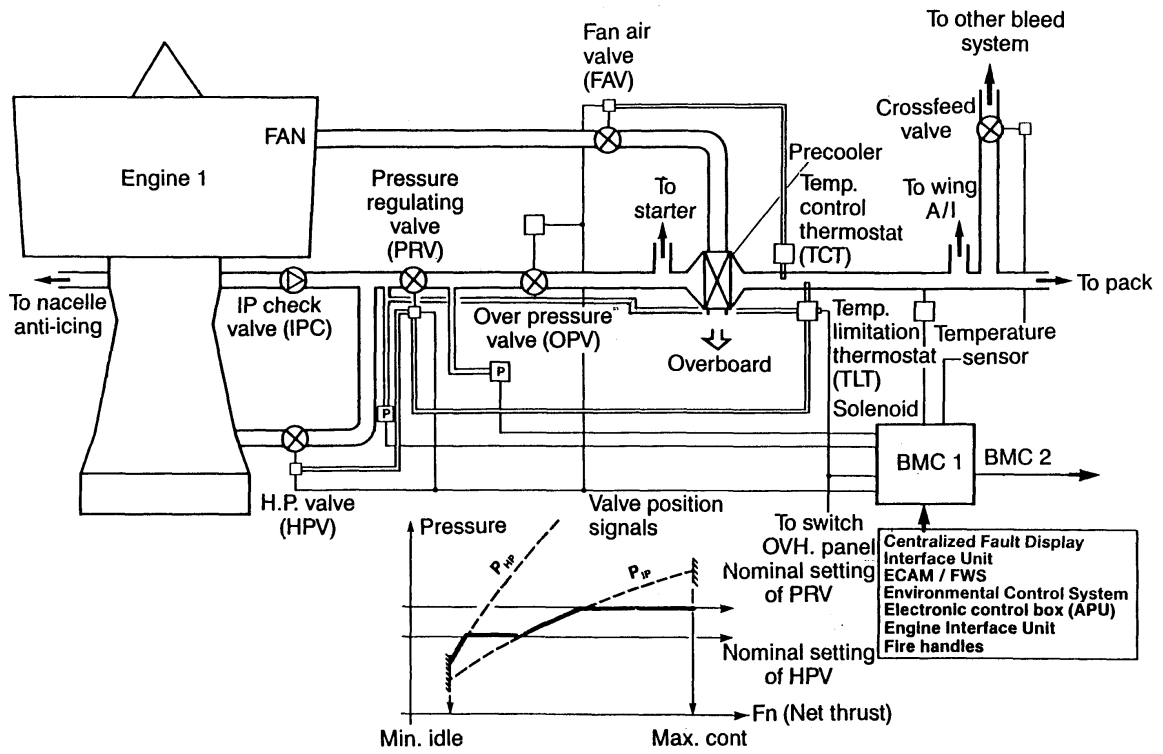 To other bleed
system
Fan air
valve
(FAV)
Crossfeed
valve
FAN
Precooler
Engine 1
Pressure
regulating
valve
(PRV)
To
starter
Temp.
control
thermostat
(TCT)
To wing
A/I
To nacelle
anti-icing
IP check
valve (IPC)
Over pressure
valve (OPV)
Overboard
Temp.
limitation
thermostat
(TLT)
Temperature
sensor
To pack
P
P
Solenoid
BMC 1
BMC 2
H.P. valve
(HPV)
Valve position
signals
To switch
OVH. panel
Centralized Fault Display
Interface Unit
ECAM / FWS
Environmental Control System
Electronic control box (APU)
Engine Interface Unit
Fire handles
Pressure
PHP
PIP
Nominal setting
of PRV
Nominal setting
of HPV
Fn (Net thrust)
Min. idle
Max. cont